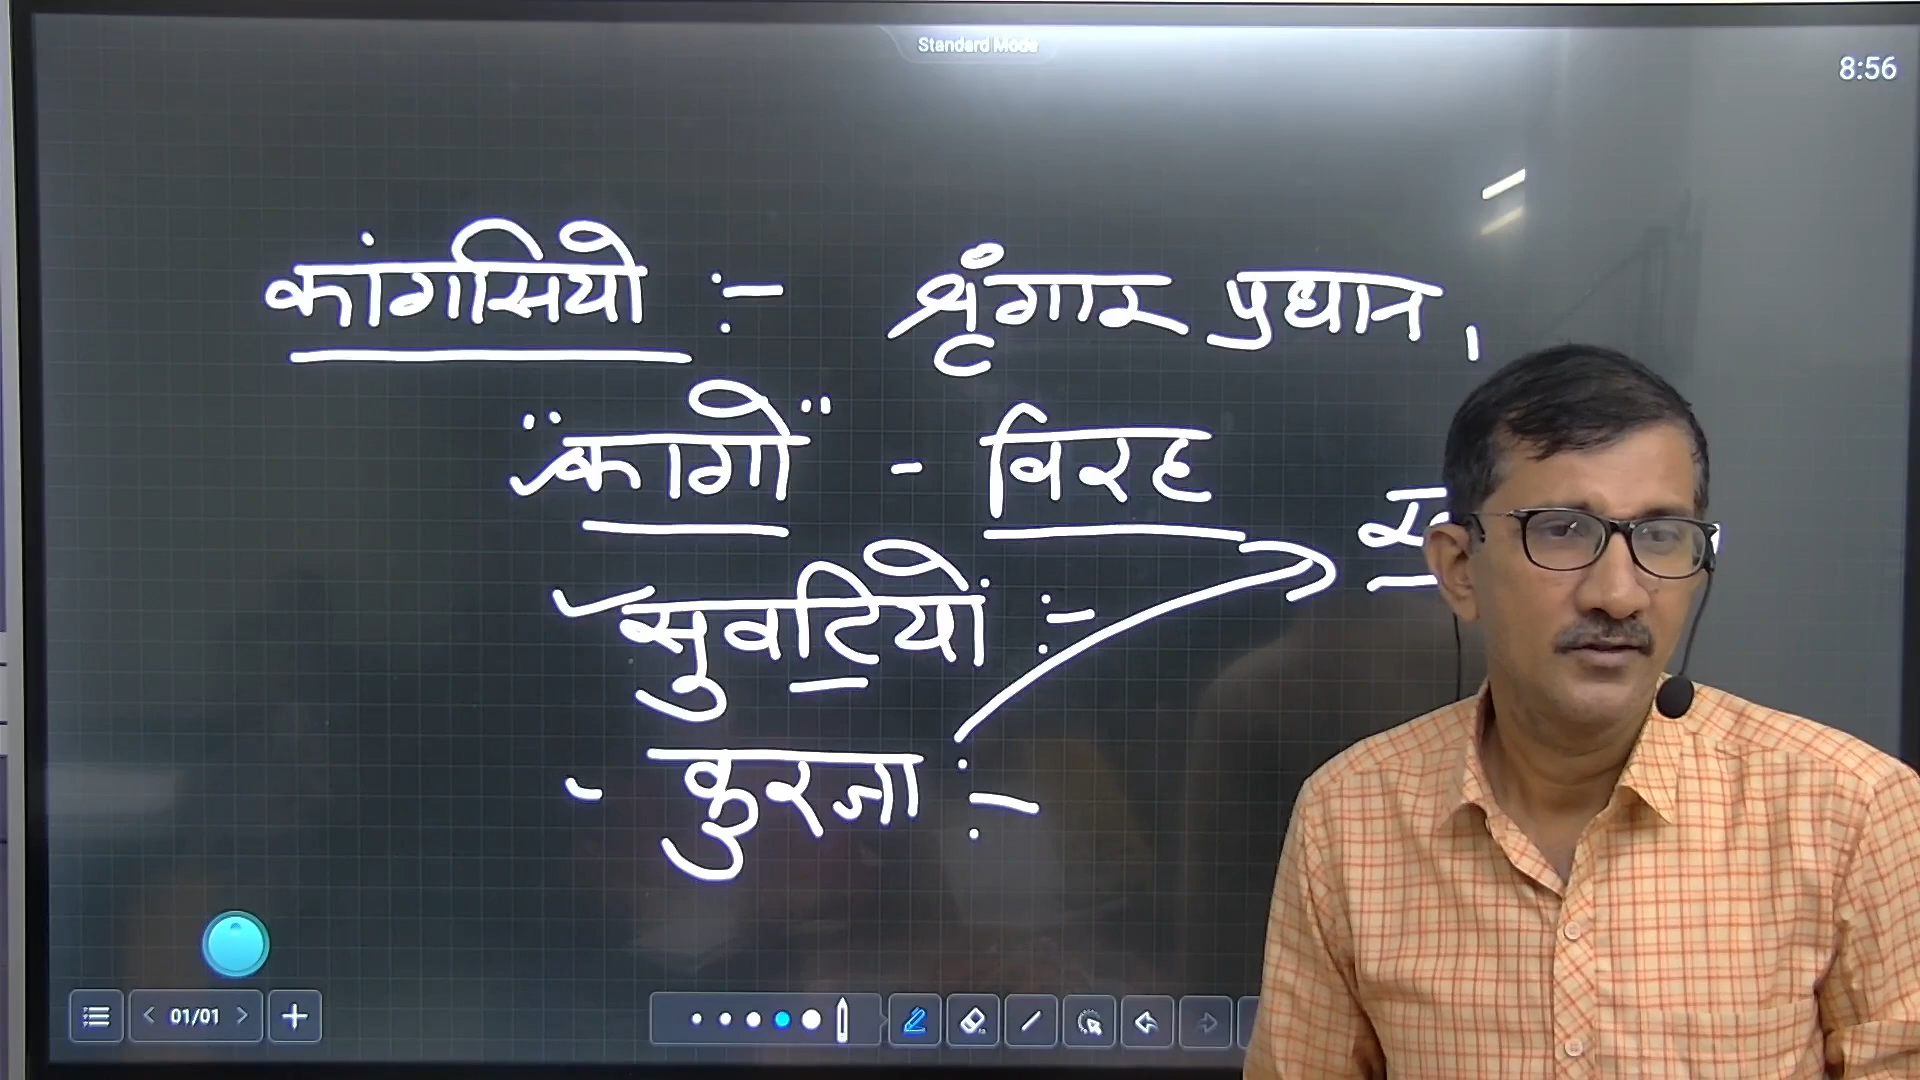 Standard Mode
8:56
कांगसियो :- शृंगार प्रधान,
"कागो" - विरह
सुवटियों :-
- कुरजा :-
01/01